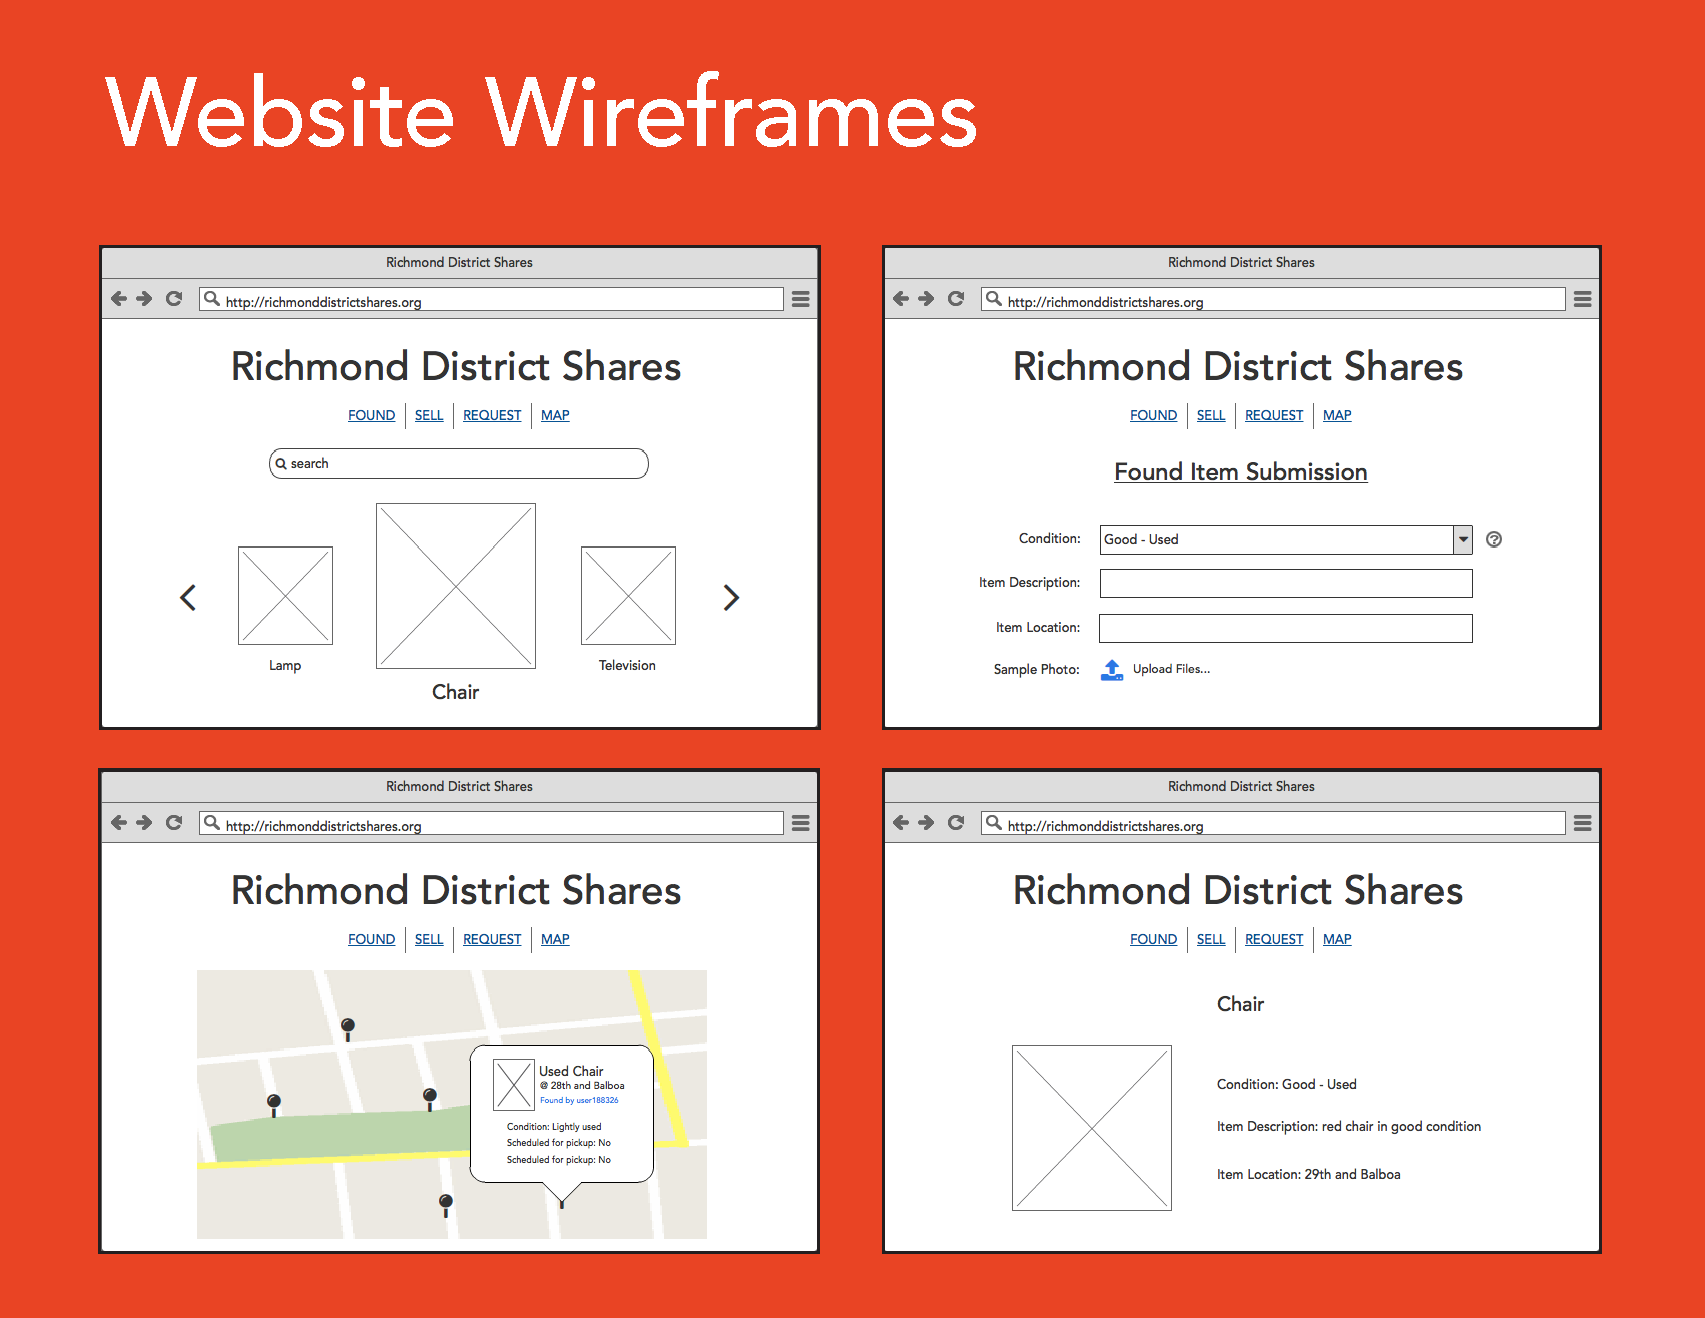 Website Wireframes
Richmond District Shares
http://richmonddistrictshares.org
Richmond District Shares
FOUND SELL REQUEST MAP
search
Lamp
Chair
Television
Richmond District Shares
http://richmonddistrictshares.org
Richmond District Shares
FOUND SELL REQUEST MAP
Found Item Submission
Condition: Good - Used
Item Description:
Item Location:
Sample Photo: Upload Files...
Richmond District Shares
http://richmonddistrictshares.org
Richmond District Shares
FOUND SELL REQUEST MAP
Used Chair
@ 28th and Balboa
Found by user188326
Condition: Lightly used
Scheduled for pickup: No
Scheduled for pickup: No
Richmond District Shares
http://richmonddistrictshares.org
Richmond District Shares
FOUND SELL REQUEST MAP
Chair
Condition: Good - Used
Item Description: red chair in good condition
Item Location: 29th and Balboa